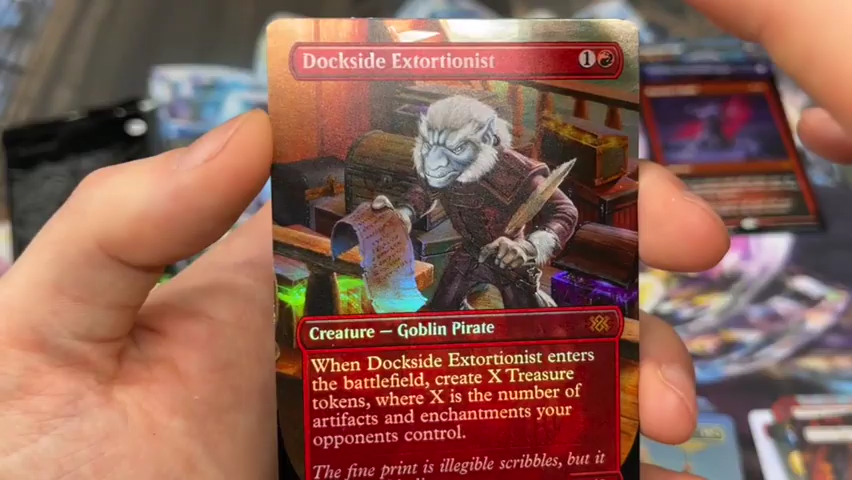 Dockside Extortionist 1
Creature — Goblin Pirate
When Dockside Extortionist enters
the battlefield, create X Treasure
tokens, where X is the number of
artifacts and enchantments your
opponents control.
The fine print is illegible scribbles, but it